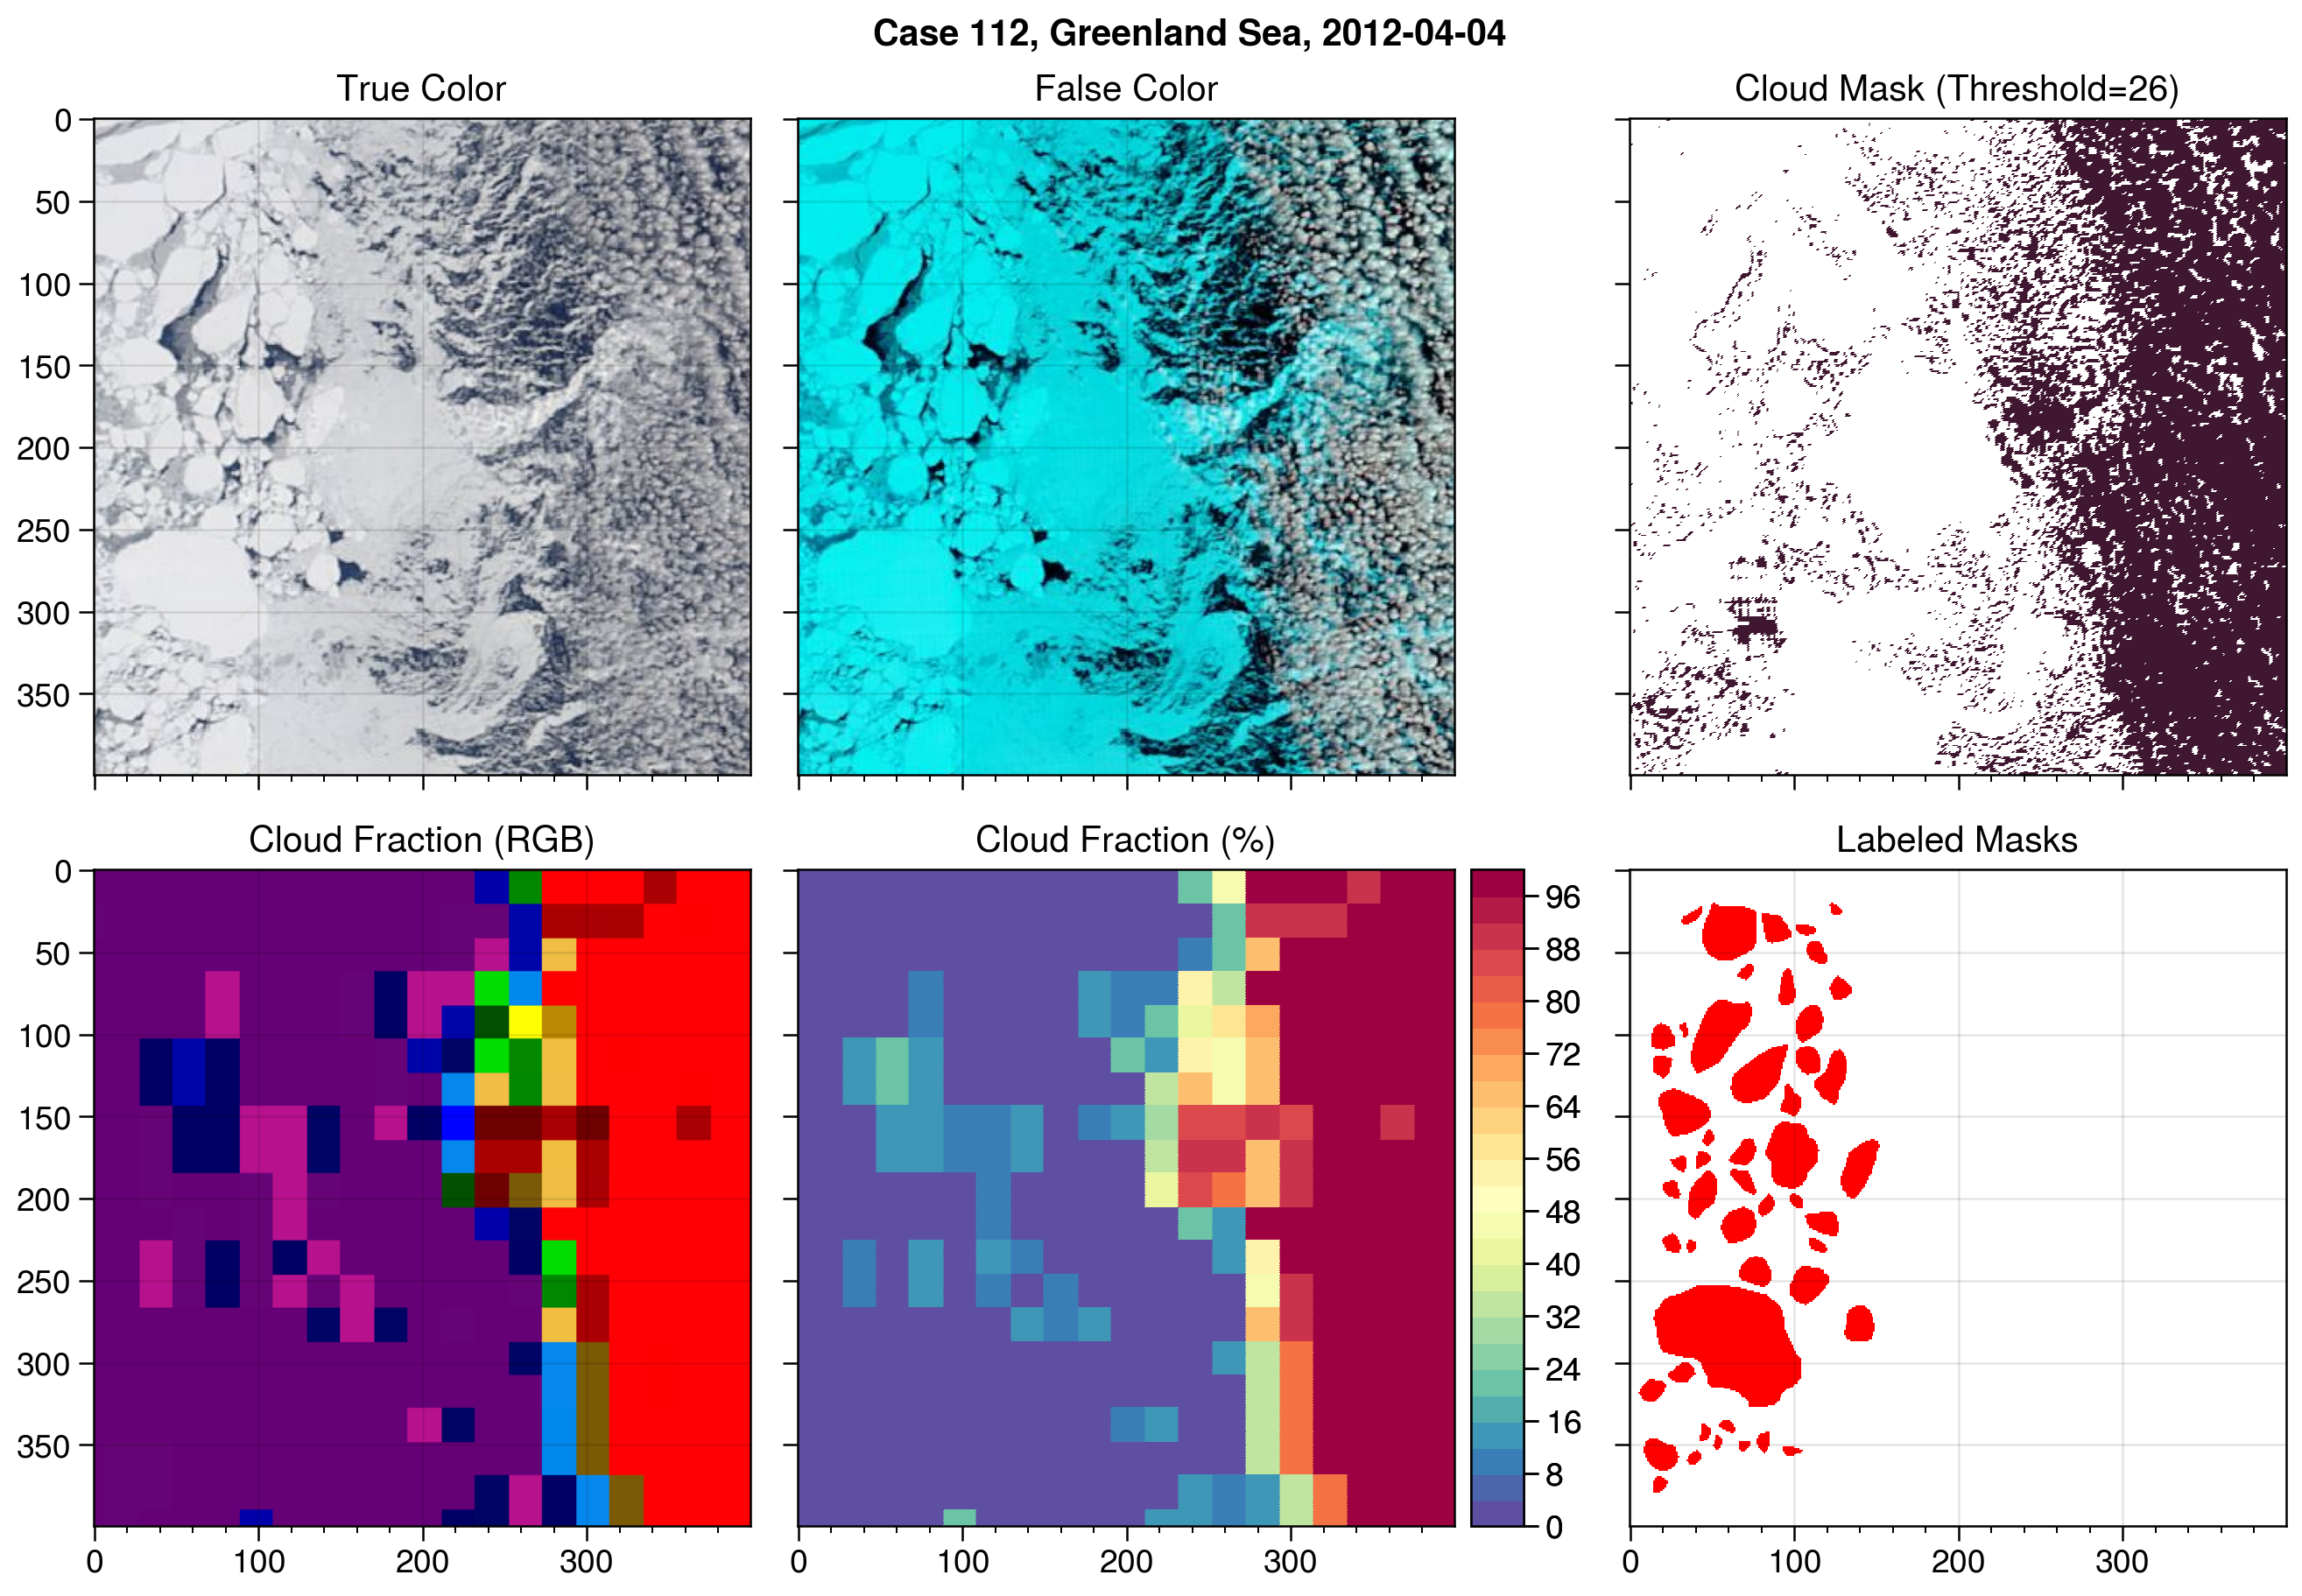 Case 112, Greenland Sea, 2012-04-04
True Color
False Color
Cloud Mask (Threshold=26)
0
50
100
150
200
250
300
350
Cloud Fraction (RGB)
Cloud Fraction (%)
Labeled Masks
0
50
100
150
200
250
300
350
96
88
80
72
64
56
48
40
32
24
16
8
0
0 100 200 300
0 100 200 300
0 100 200 300